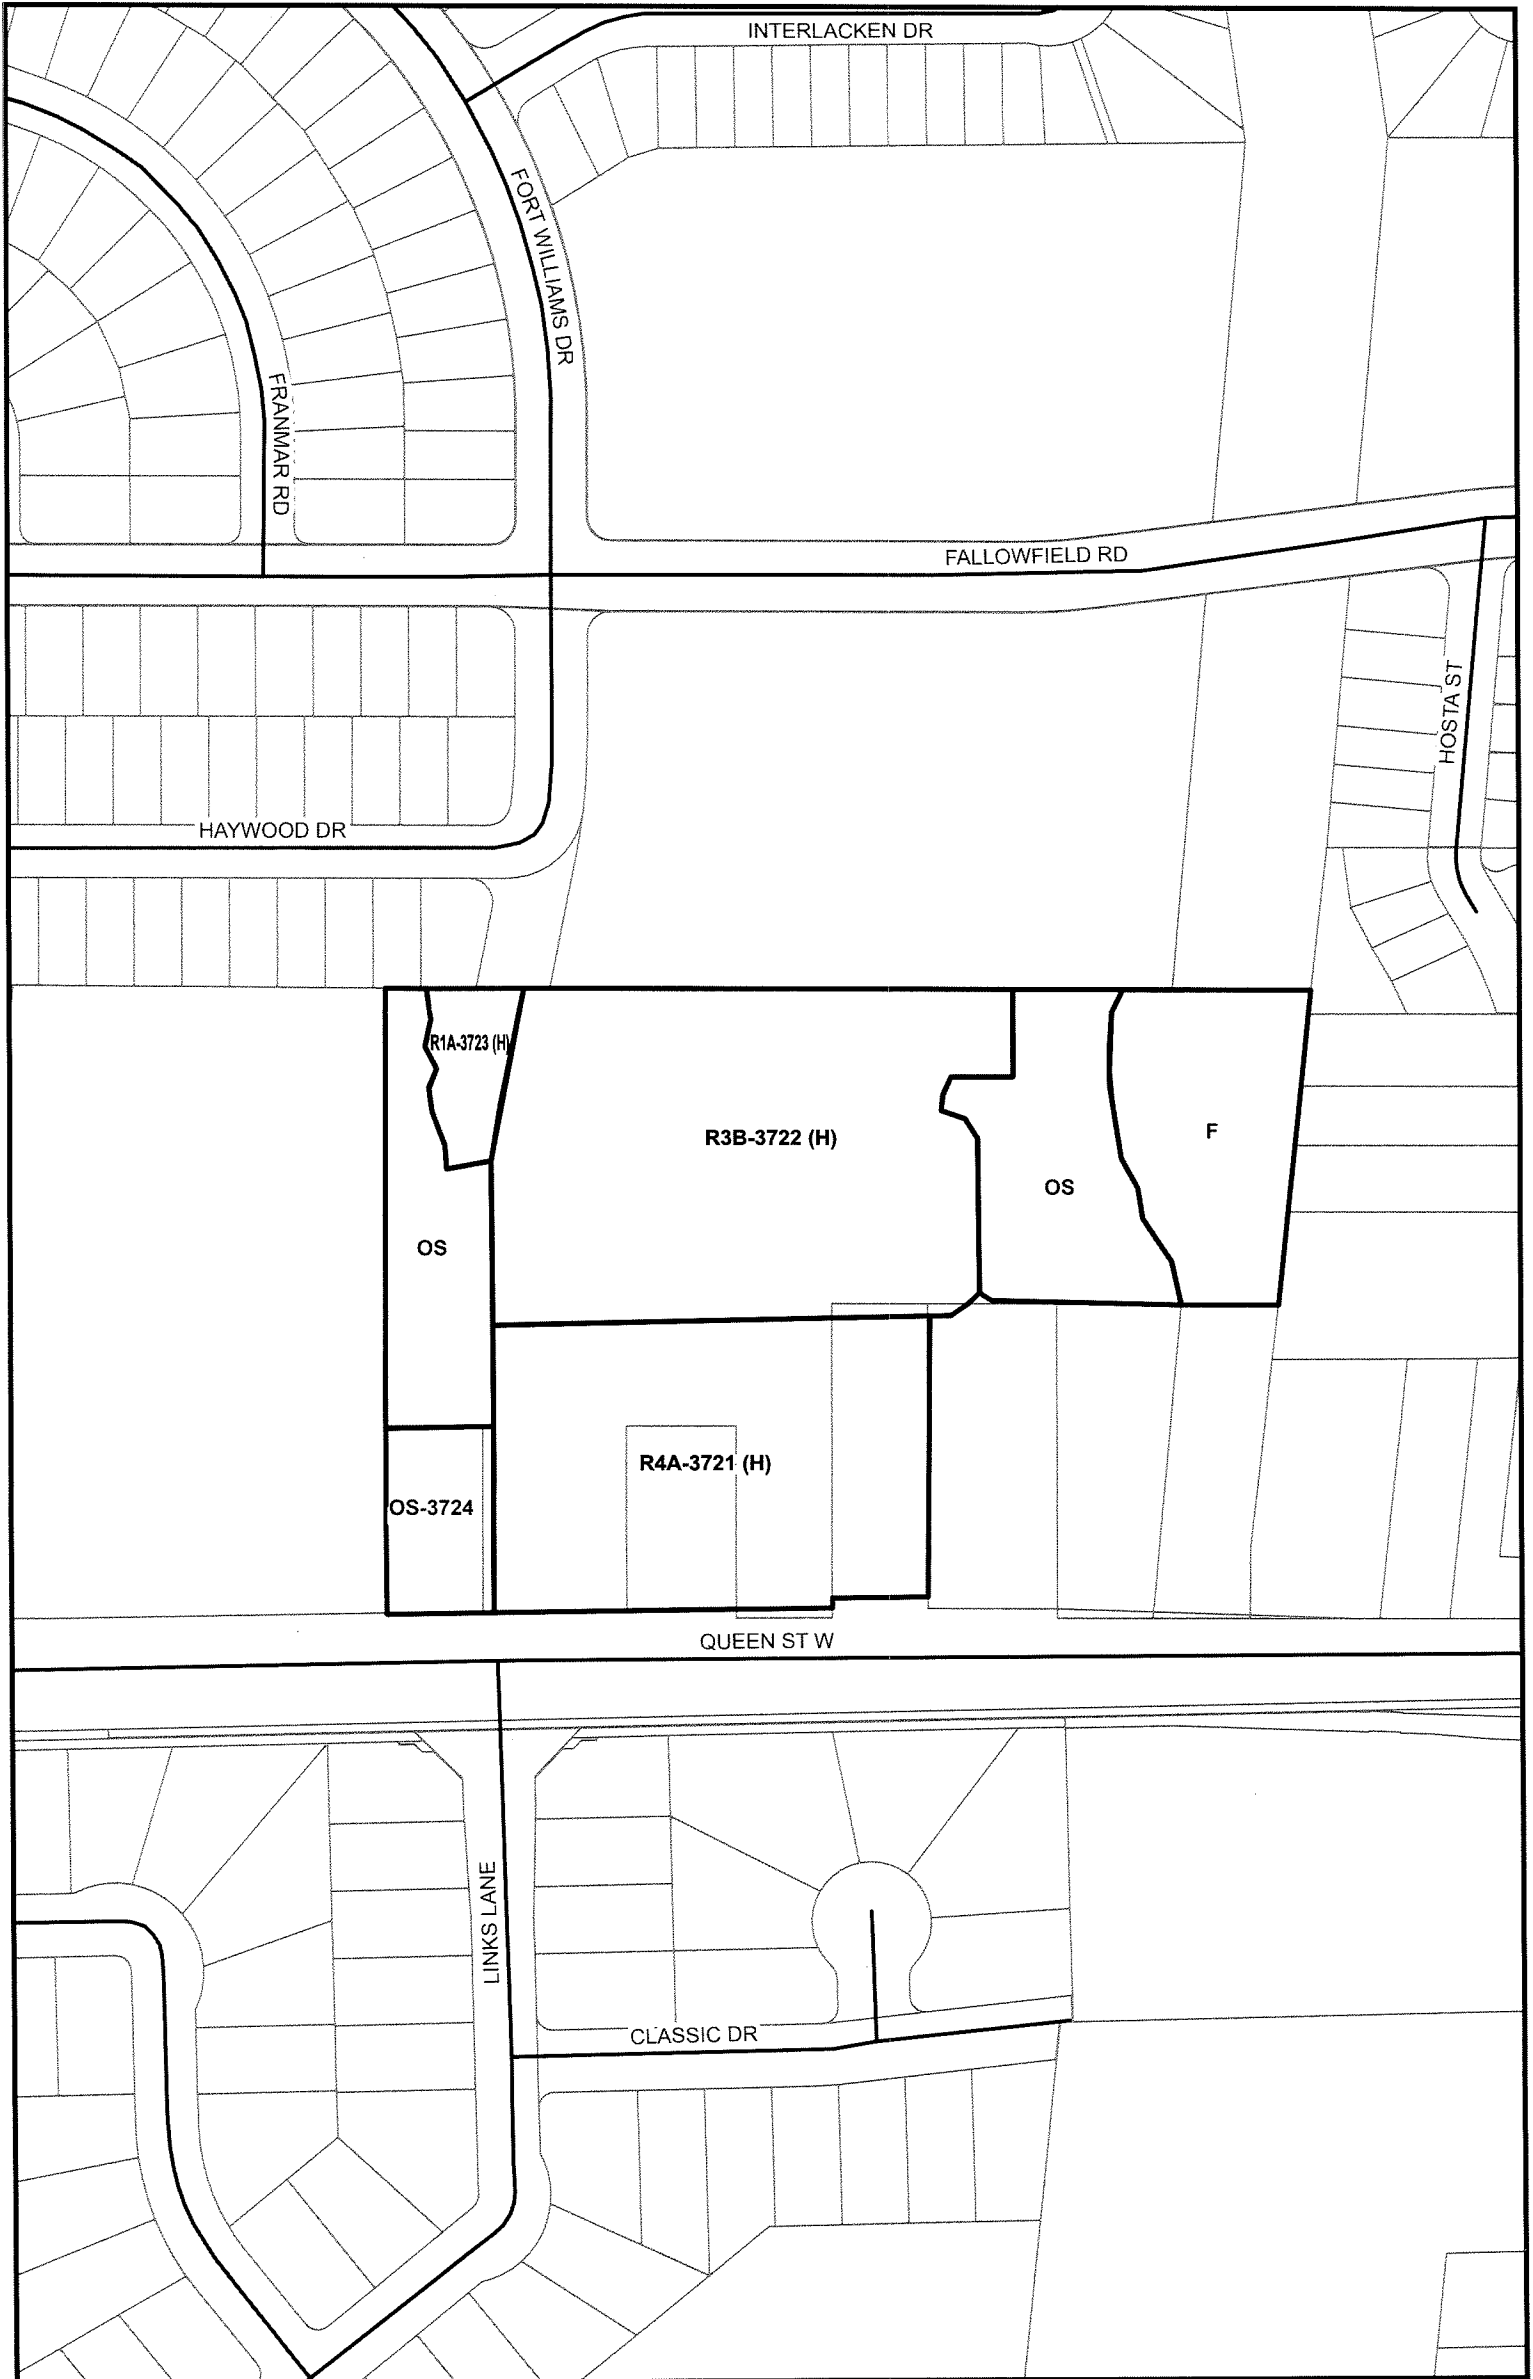 INTERLACKEN DR
FORT WILLIAMS DR
FRANMAR RD
FALLOWFIELD RD
HOSTA ST
HAYWOOD DR
R1A-3723 (H)
R3B-3722 (H)
F
OS
OS
R4A-3721 (H)
OS-3724
QUEEN ST W
LINKS LANE
CLASSIC DR